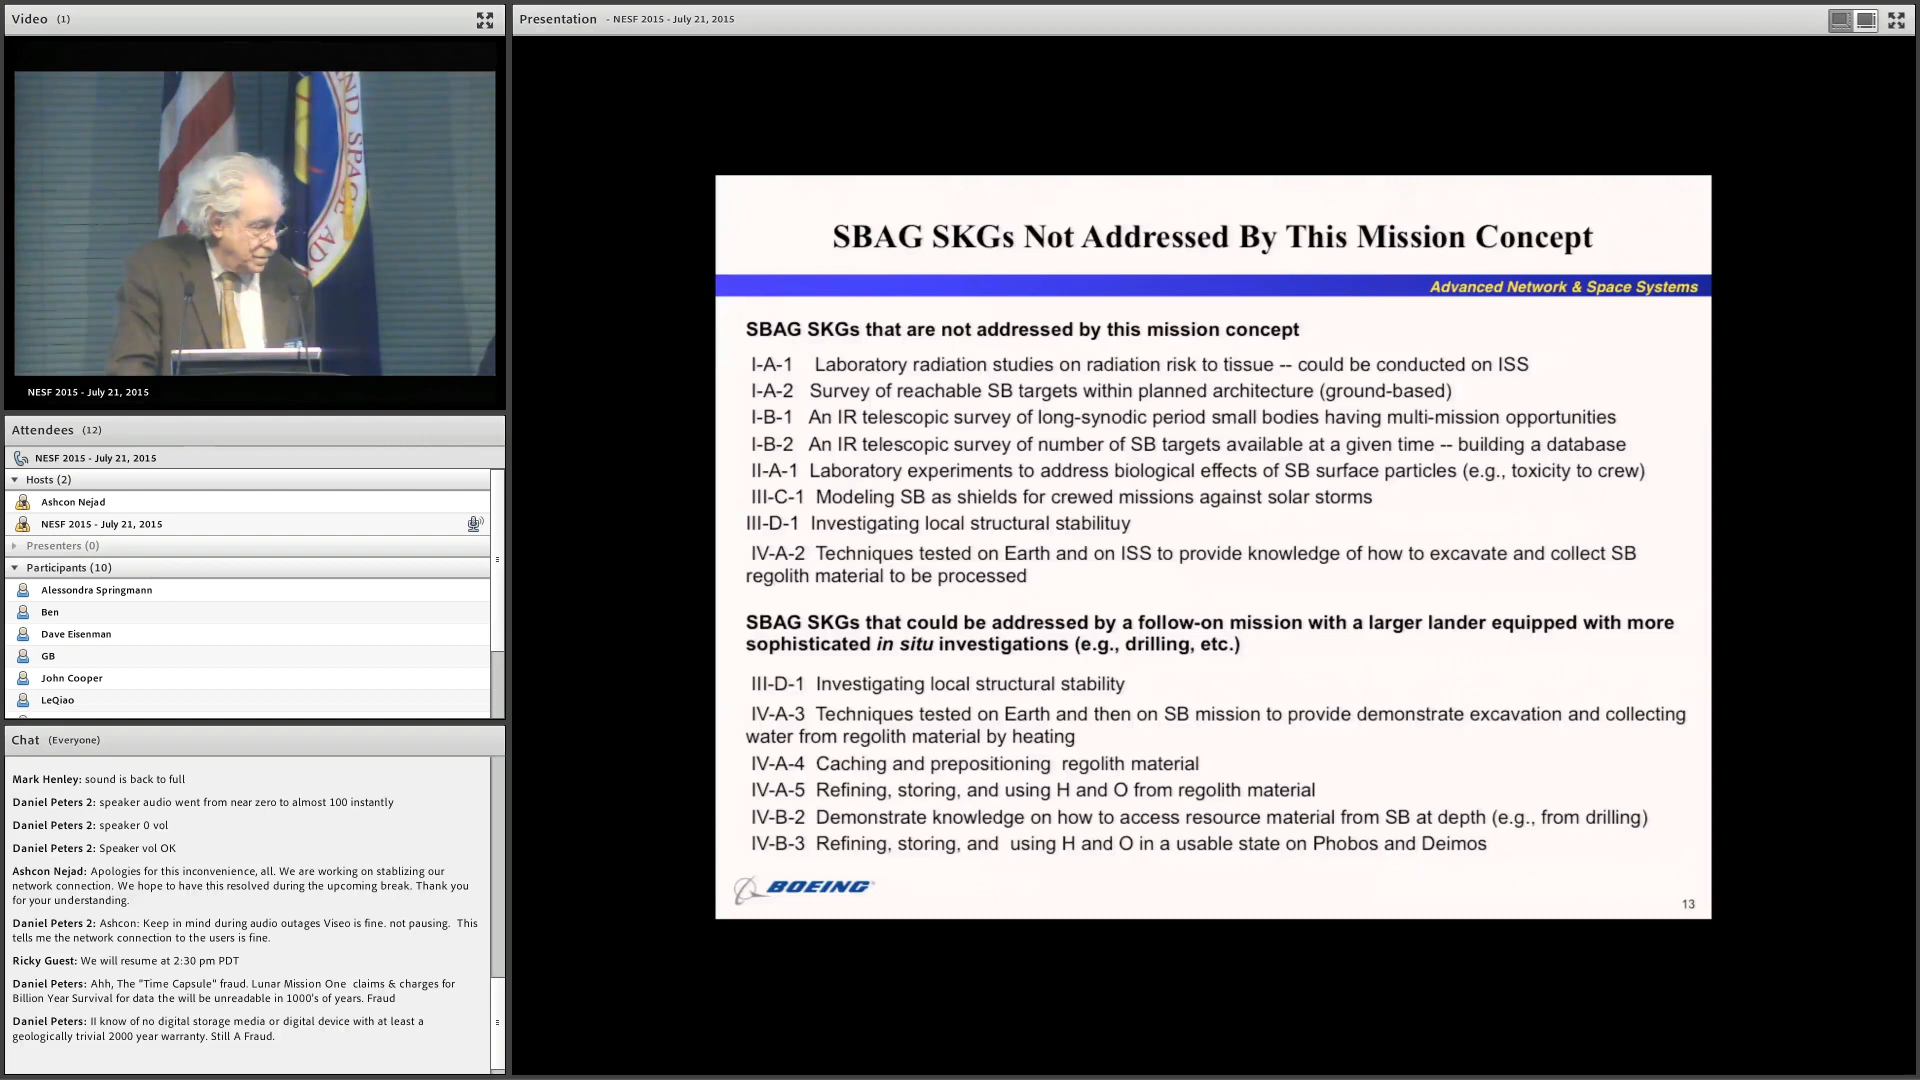 Video (1)
ND SPACE AD
NESF 2015 - July 21, 2015
Attendees (12)
NESF 2015 - July 21, 2015
Hosts (2)
Ashcon Nejad
NESF 2015 - July 21, 2015
Presenters (0)
Participants (10)
Alessondra Springmann
Ben
Dave Eisenman
GB
John Cooper
LeQiao
Chat (Everyone)
Mark Henley: sound is back to full
Daniel Peters 2: speaker audio went from near zero to almost 100 instantly
Daniel Peters 2: speaker 0 vol
Daniel Peters 2: Speaker vol OK
Ashcon Nejad: Apologies for this inconvenience, all. We are working on stablizing our
network connection. We hope to have this resolved during the upcoming break. Thank you
for your understanding.
Daniel Peters 2: Ashcon: Keep in mind during audio outages Viseo is fine. not pausing. This
tells me the network connection to the users is fine.
Ricky Guest: We will resume at 2:30 pm PDT
Daniel Peters: Ahh, The "Time Capsule" fraud. Lunar Mission One claims & charges for
Billion Year Survival for data the will be unreadable in 1000's of years. Fraud
Daniel Peters: II know of no digital storage media or digital device with at least a
geologically trivial 2000 year warranty. Still A Fraud.
Presentation - NESF 2015 - July 21, 2015
SBAG SKGs Not Addressed By This Mission Concept
Advanced Network & Space Systems
SBAG SKGs that are not addressed by this mission concept
I-A-1 Laboratory radiation studies on radiation risk to tissue -- could be conducted on ISS
I-A-2 Survey of reachable SB targets within planned architecture (ground-based)
I-B-1 An IR telescopic survey of long-synodic period small bodies having multi-mission opportunities
I-B-2 An IR telescopic survey of number of SB targets available at a given time -- building a database
II-A-1 Laboratory experiments to address biological effects of SB surface particles (e.g., toxicity to crew)
III-C-1 Modeling SB as shields for crewed missions against solar storms
III-D-1 Investigating local structural stabilituy
IV-A-2 Techniques tested on Earth and on ISS to provide knowledge of how to excavate and collect SB
regolith material to be processed
SBAG SKGs that could be addressed by a follow-on mission with a larger lander equipped with more
sophisticated in situ investigations (e.g., drilling, etc.)
III-D-1 Investigating local structural stability
IV-A-3 Techniques tested on Earth and then on SB mission to provide demonstrate excavation and collecting
water from regolith material by heating
IV-A-4 Caching and prepositioning regolith material
IV-A-5 Refining, storing, and using H and O from regolith material
IV-B-2 Demonstrate knowledge on how to access resource material from SB at depth (e.g., from drilling)
IV-B-3 Refining, storing, and using H and O in a usable state on Phobos and Deimos
BOEING
13